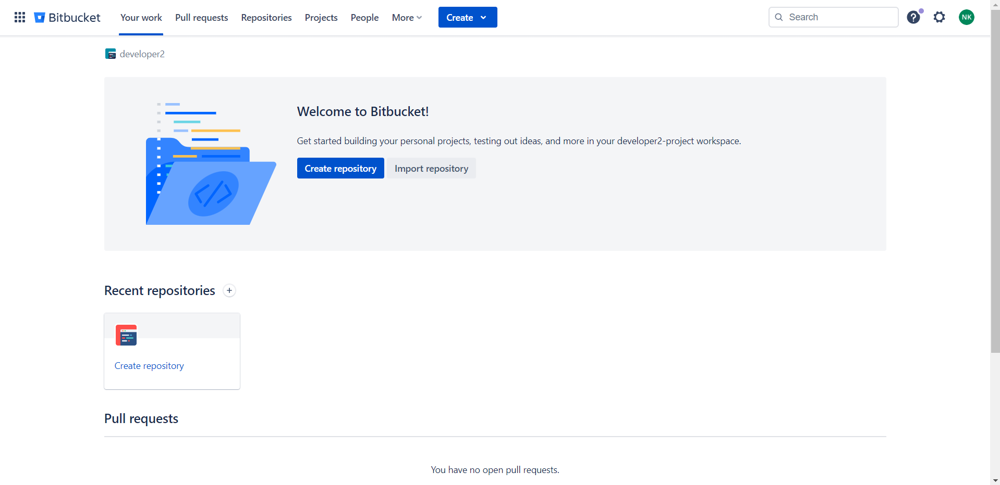 Bitbucket Your work Pull requests Repositories Projects People More Create Search ? NK
developer2
Welcome to Bitbucket!
Get started building your personal projects, testing out ideas, and more in your developer2-project workspace.
Create repository Import repository
</>
Recent repositories +
Create repository
Pull requests
You have no open pull requests.